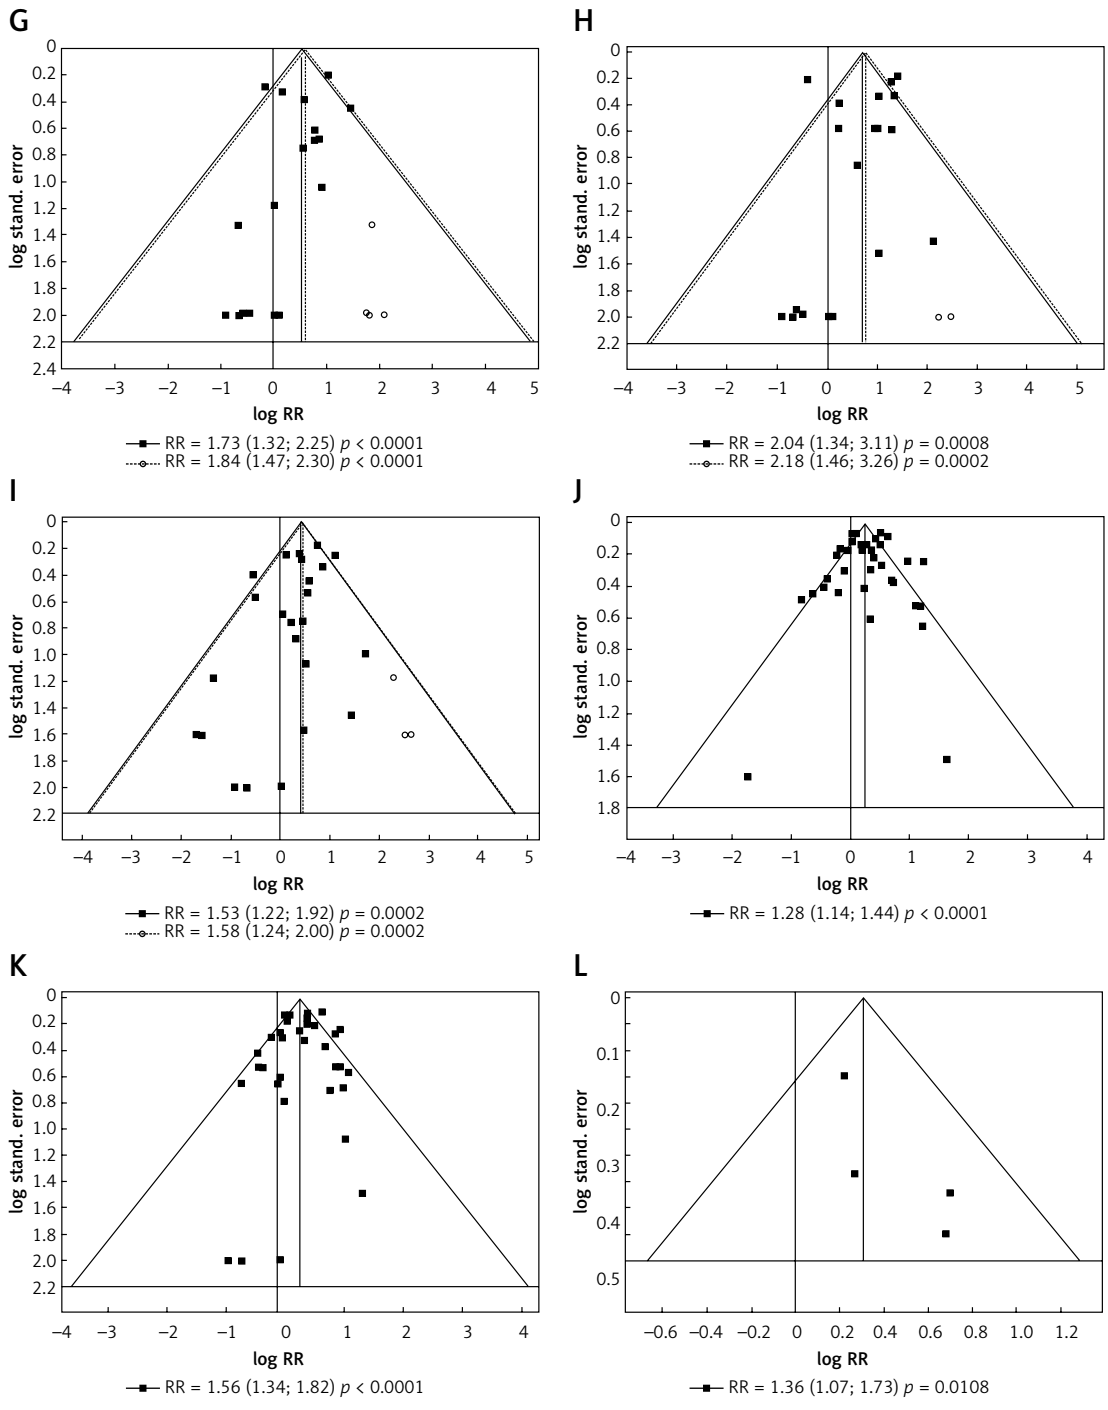 G
log stand. error
0
0.2
0.4
0.6
0.8
1.0
1.2
1.4
1.6
1.8
2.0
2.2
2.4
−4 −3 −2 −1 0 1 2 3 4 5
log RR
RR = 1.73 (1.32; 2.25) p < 0.0001
RR = 1.84 (1.47; 2.30) p < 0.0001
H
log stand. error
0
0.2
0.4
0.6
0.8
1.0
1.2
1.4
1.6
1.8
2.0
2.2
−4 −3 −2 −1 0 1 2 3 4 5
log RR
RR = 2.04 (1.34; 3.11) p = 0.0008
RR = 2.18 (1.46; 3.26) p = 0.0002
I
log stand. error
0
0.2
0.4
0.6
0.8
1.0
1.2
1.4
1.6
1.8
2.0
2.2
−4 −3 −2 −1 0 1 2 3 4 5
log RR
RR = 1.53 (1.22; 1.92) p = 0.0002
RR = 1.58 (1.24; 2.00) p = 0.0002
J
log stand. error
0
0.2
0.4
0.6
0.8
1.0
1.2
1.4
1.6
1.8
−4 −3 −2 −1 0 1 2 3 4
log RR
RR = 1.28 (1.14; 1.44) p < 0.0001
K
log stand. error
0
0.2
0.4
0.6
0.8
1.0
1.2
1.4
1.6
1.8
2.0
2.2
−4 −3 −2 −1 0 1 2 3 4
log RR
RR = 1.56 (1.34; 1.82) p < 0.0001
L
log stand. error
0
0.1
0.2
0.3
0.4
0.5
−0.6 −0.4 −0.2 0 0.2 0.4 0.6 0.8 1.0 1.2
log RR
RR = 1.36 (1.07; 1.73) p = 0.0108